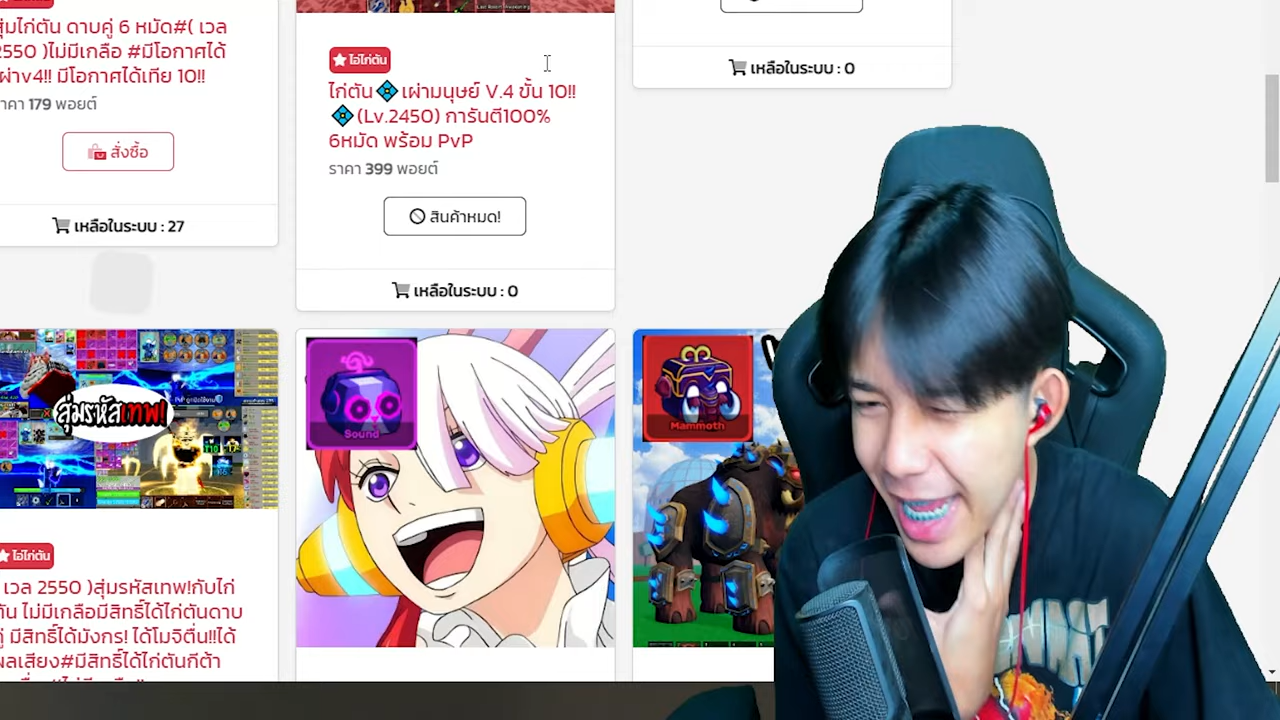 สุ่มไก่ตัน ดาบคู่ 6 หมัด#( เวล
2550 )ไม่มีเกลือ #มีโอกาศได้
เผ่าv4!! มีโอกาศได้เทีย 10!!
ราคา 179 พอยต์
สั่งซื้อ
เหลือในระบบ : 27
ไอ่ไก่ตัน
ไก่ตัน💠เผ่ามนุษย์ V.4 ขั้น 10!!
💠(Lv.2450) การันตี100%
6หมัด พร้อม PvP
ราคา 399 พอยต์
สินค้าหมด!
เหลือในระบบ : 0
เหลือในระบบ : 0
สุ่มรหัสเทพ!
Sound
Mammoth
ไอ่ไก่ตัน
เวล 2550 )สุ่มรหัสเทพ!กับไก่
ตัน ไม่มีเกลือมีสิทธิ์ได้ไก่ตันดาบ
คู่ มีสิทธิ์ได้มังกร! ได้โมจิตื่น!!ได้
ผลเสียง#มีสิทธิ์ได้ไก่ตันกีต้า